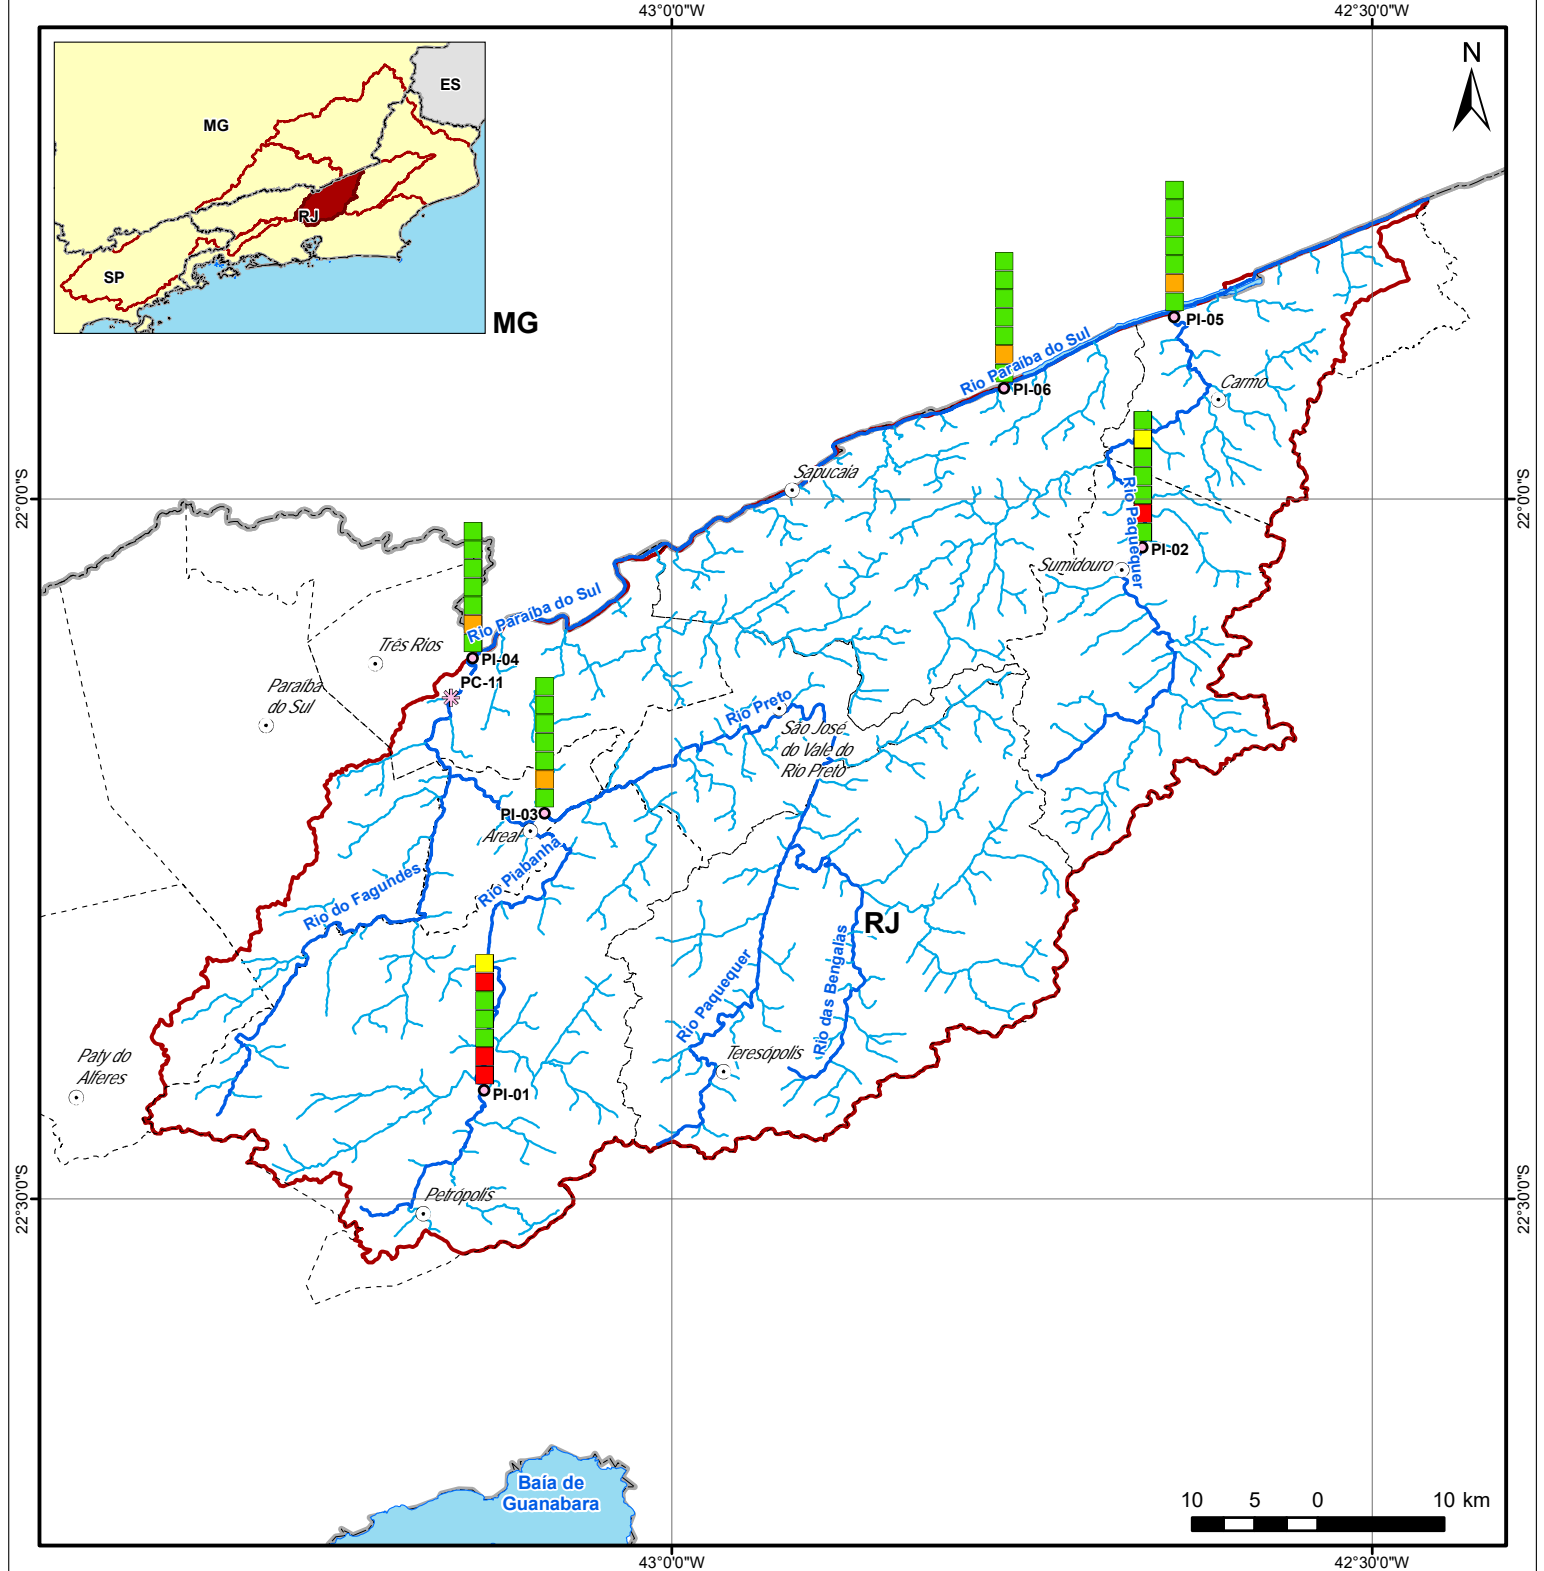 43°0'0"W
42°30'0"W
N
ES
MG
RJ
SP
MG
PI-05
Rio Paraíba do Sul
PI-06
Carmo
Sapucaia
22°0'0"S
22°0'0"S
Rio Paquequer
PI-02
Sumidouro
Rio Paraíba do Sul
Três Rios
PI-04
PC-11
Paraíba
do Sul
Rio Preto
São José
do Vale do
Rio Preto
PI-03
Areal
Rio Piabanha
Rio do Fagundes
RJ
Rio Paquequer
Rio das Bengalas
Paty do
Alferes
Teresópolis
PI-01
Petrópolis
22°30'0"S
22°30'0"S
Baía de
Guanabara
10 5 0 10 km
43°0'0"W
42°30'0"W